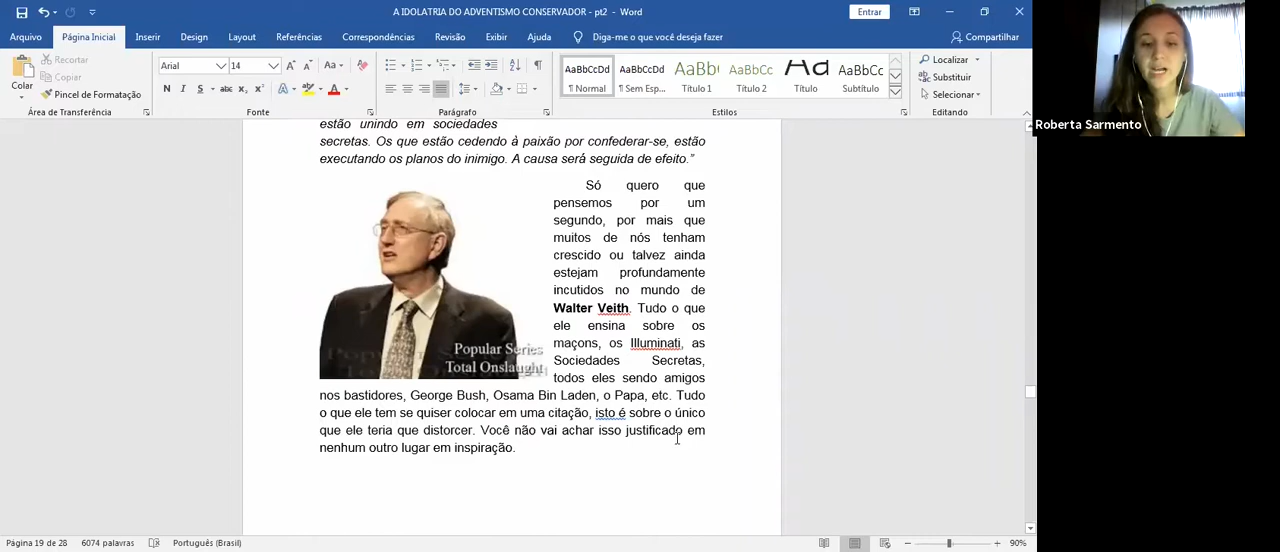 A IDOLATRIA DO ADVENTISMO CONSERVADOR - pt2 - Word
Entrar
Arquivo
Página Inicial
Inserir
Design
Layout
Referências
Correspondências
Revisão
Exibir
Ajuda
Diga-me o que você deseja fazer
Compartilhar
Colar
Recortar
Copiar
Pincel de Formatação
Área de Transferência
Arial
14
Aa
N I S abc x₂ x²
Fonte
Parágrafo
AaBbCcDd
¶ Normal
AaBbCcDd
¶ Sem Esp...
AaBbC
Título 1
AaBbCc
Título 2
Aa
Título
AaBbCc
Subtítulo
Estilos
Localizar
Substituir
Selecionar
Editando
Roberta Sarmento
estão unindo em sociedades
secretas. Os que estão cedendo à paixão por confederar-se, estão
executando os planos do inimigo. A causa será seguida de efeito.”
Só quero que
pensemos por um
segundo, por mais que
muitos de nós tenham
crescido ou talvez ainda
estejam profundamente
incutidos no mundo de
Walter Veith. Tudo o que
ele ensina sobre os
maçons, os Illuminati, as
Sociedades Secretas,
todos eles sendo amigos
nos bastidores, George Bush, Osama Bin Laden, o Papa, etc. Tudo
o que ele tem se quiser colocar em uma citação, isto é sobre o único
que ele teria que distorcer. Você não vai achar isso justificado em
nenhum outro lugar em inspiração.
Popular Series
Total Onslaught
Página 19 de 28
6074 palavras
Português (Brasil)
90%